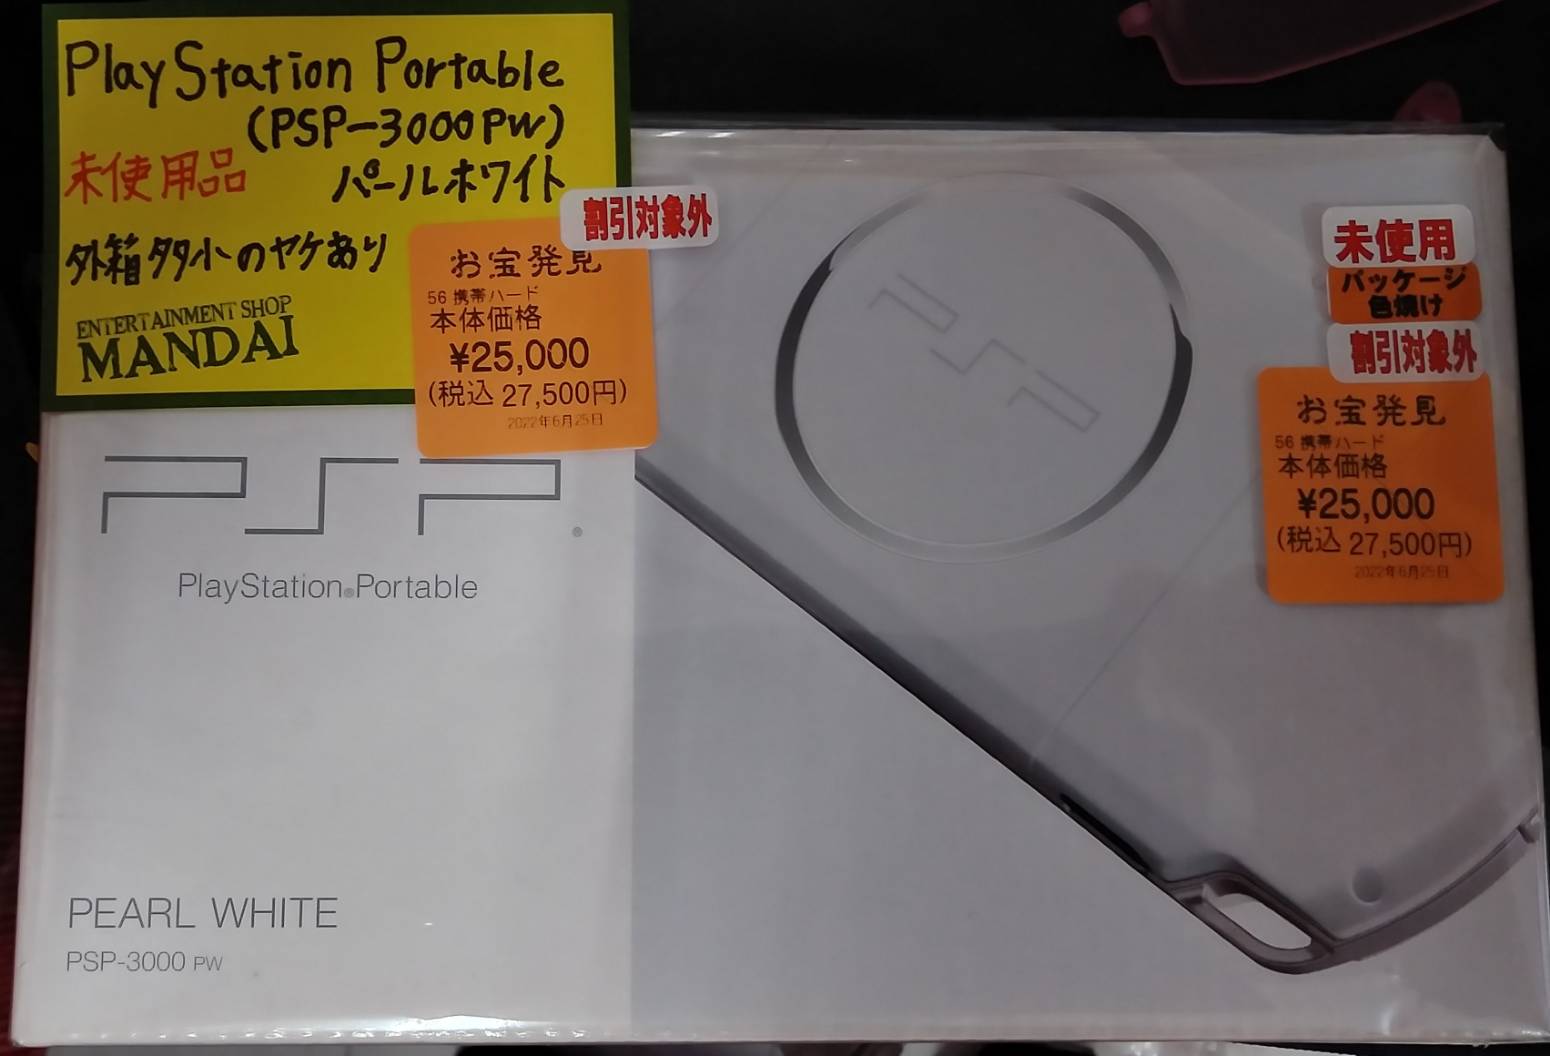 PlayStation Portable
(PSP-3000PW)
未使用品
パールホワイト
外箱多少のヤケあり
ENTERTAINMENT SHOP
MANDAI
割引対象外
お宝発見
56 携帯ハード
本体価格
¥25,000
(税込 27,500円)
2022年6月25日
PSP
PlayStation®Portable
PEARL WHITE
PSP-3000 PW
PSP
未使用
パッケージ
色焼け
割引対象外
お宝発見
56 携帯ハード
本体価格
¥25,000
(税込 27,500円)
2022年6月25日